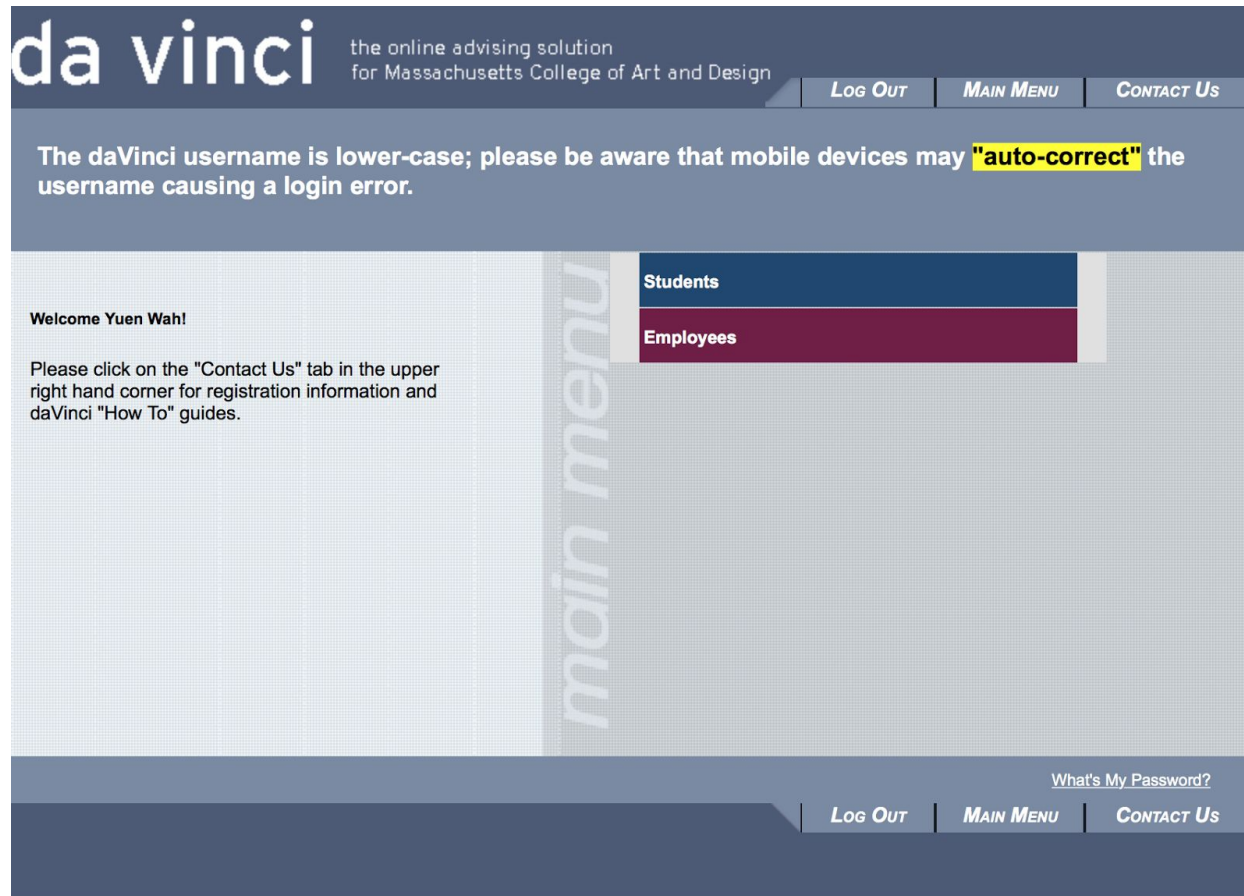 da vinci
the online advising solution
for Massachusetts College of Art and Design
LOG OUT
MAIN MENU
CONTACT US
The daVinci username is lower-case; please be aware that mobile devices may "auto-correct" the
username causing a login error.
Welcome Yuen Wah!
Please click on the "Contact Us" tab in the upper
right hand corner for registration information and
daVinci "How To" guides.
main menu
Students
Employees
What's My Password?
LOG OUT
MAIN MENU
CONTACT US